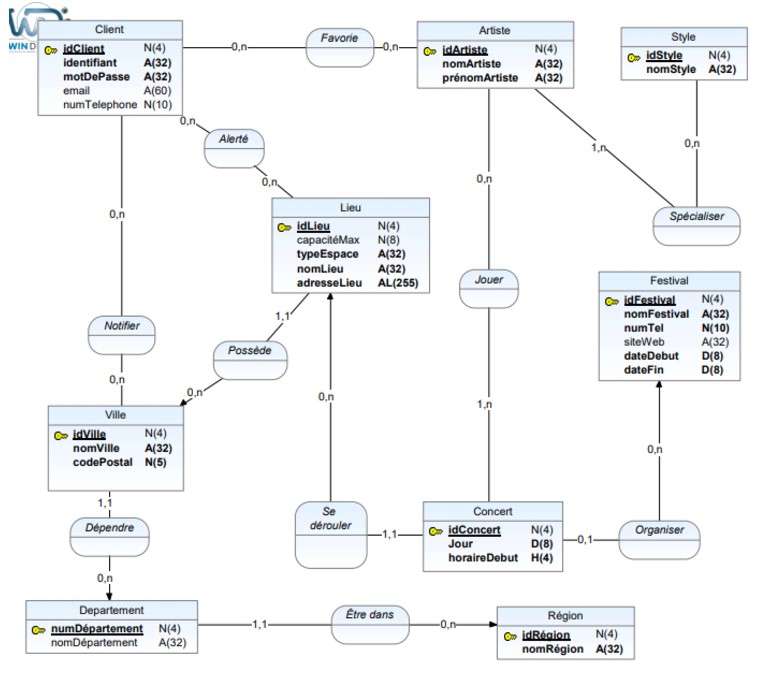 WIN D
Client
idClient N(4)
identifiant A(32)
motDePasse A(32)
email A(60)
numTelephone N(10)
0,n
Favorie
0,n
Artiste
idArtiste N(4)
nomArtiste A(32)
prénomArtiste A(32)
Style
idStyle N(4)
nomStyle A(32)
0,n
Alerté
0,n
1,n
0,n
Spécialiser
0,n
Lieu
idLieu N(4)
capacitéMax N(8)
typeEspace A(32)
nomLieu A(32)
adresseLieu AL(255)
0,n
Jouer
1,n
Festival
idFestival N(4)
nomFestival A(32)
numTel N(10)
siteWeb A(32)
dateDebut D(8)
dateFin D(8)
Notifier
0,n
1,1
Possède
0,n
0,n
0,n
Ville
idVille N(4)
nomVille A(32)
codePostal N(5)
1,1
Dépendre
0,n
Se
dérouler
1,1
Concert
idConcert N(4)
Jour D(8)
horaireDebut H(4)
0,1
Organiser
Departement
numDépartement N(4)
nomDépartement A(32)
1,1
Être dans
0,n
Région
idRégion N(4)
nomRégion A(32)